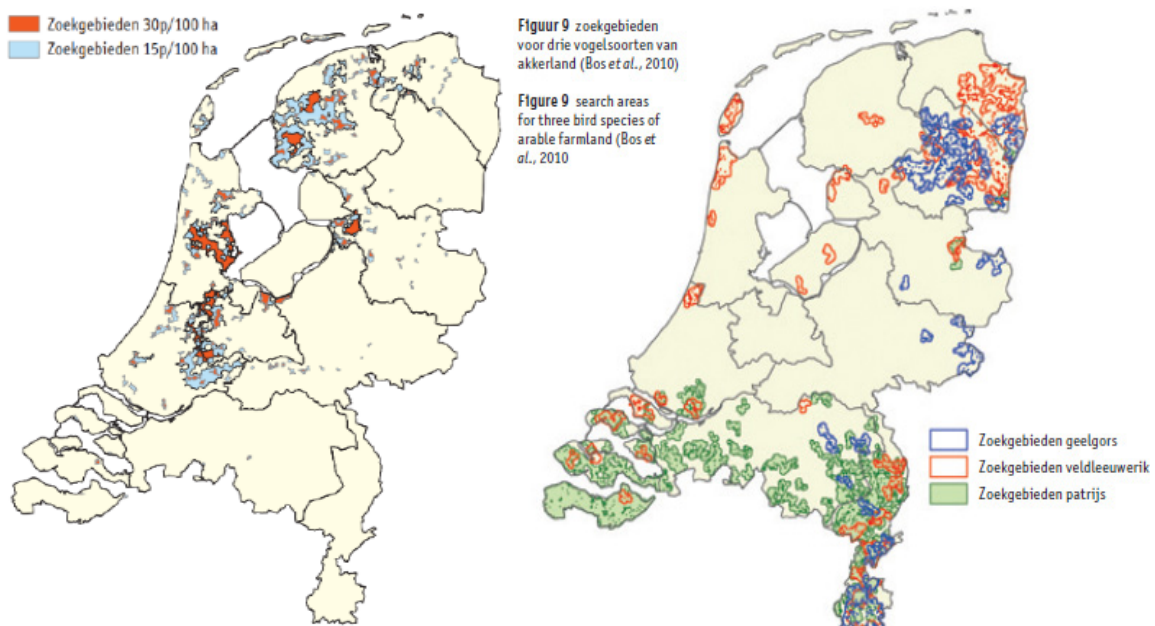 Zoekgebieden 30p/100 ha
Zoekgebieden 15p/100 ha
Figuur 9 zoekgebieden
voor drie vogelsoorten van
akkerland (Bos et al., 2010)
Figure 9 search areas
for three bird species of
arable farmland (Bos et
al., 2010
Zoekgebieden geelgors
Zoekgebieden veldleeuwerik
Zoekgebieden patrijs